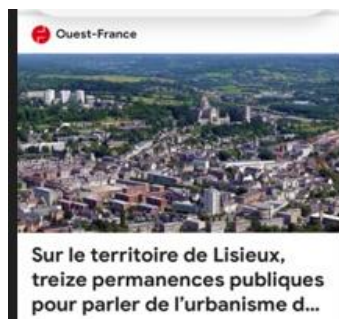 Ouest-France
Sur le territoire de Lisieux,
treize permanences publiques
pour parler de l'urbanisme d...